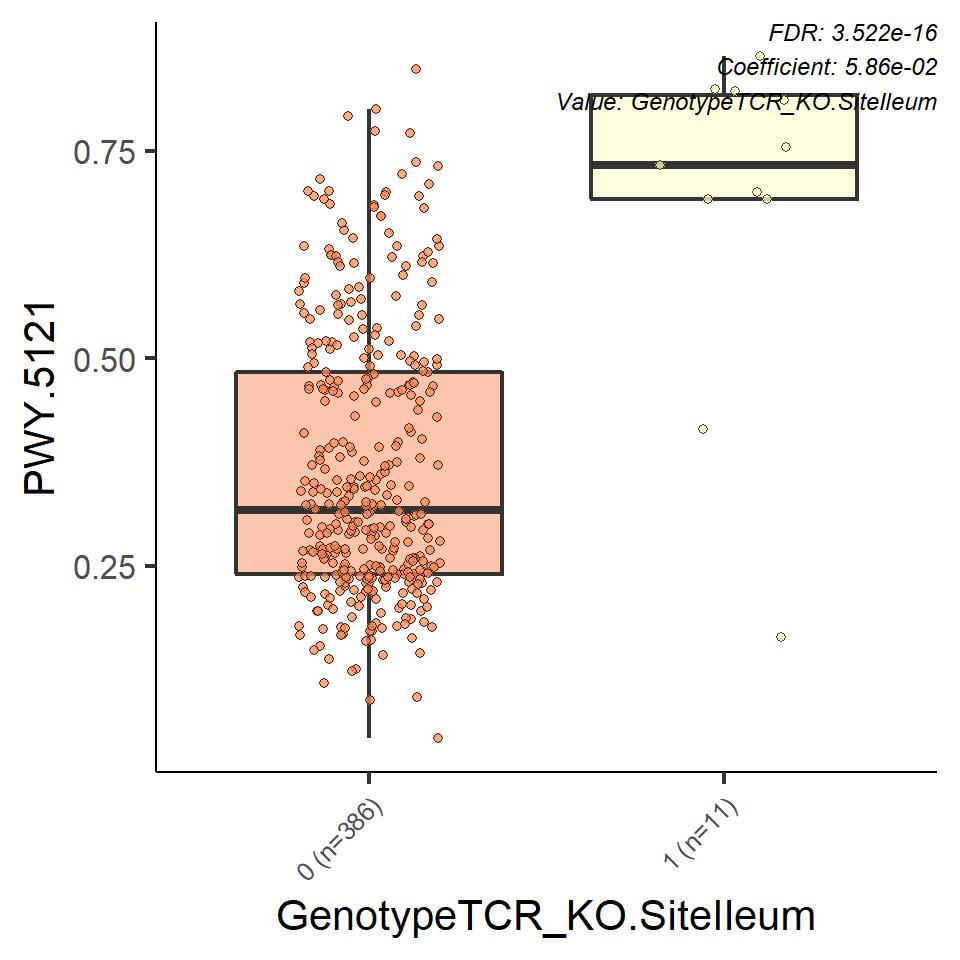 FDR: 3.522e-16
Coefficient: 5.86e-02
Value: GenotypeTCR_KO.SiteIleum
0.75
0.50
0.25
PWY.5121
0 (n=386)
1 (n=11)
GenotypeTCR_KO.SiteIleum